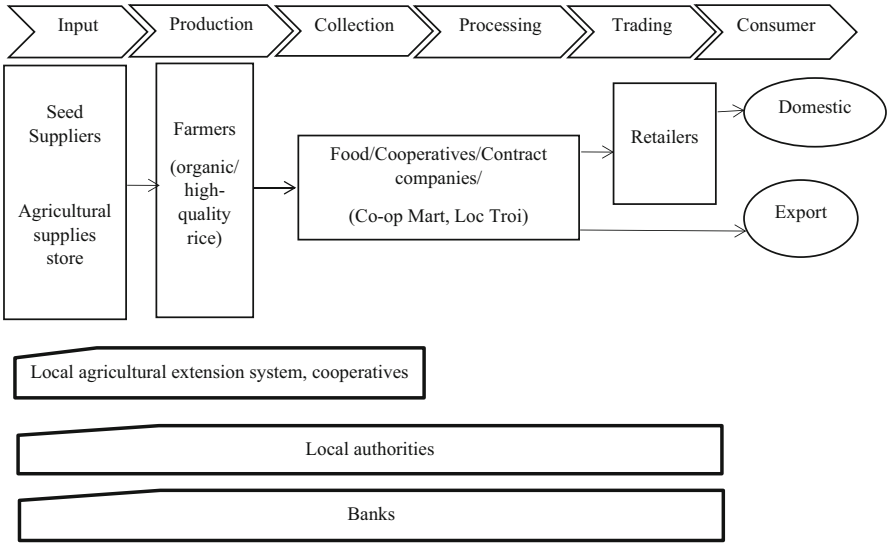 Input
Production
Collection
Processing
Trading
Consumer
Seed
Suppliers
Agricultural
supplies
store
Farmers
(organic/
high-
quality
rice)
Food/Cooperatives/Contract
companies/
(Co-op Mart, Loc Troi)
Retailers
Domestic
Export
Local agricultural extension system, cooperatives
Local authorities
Banks